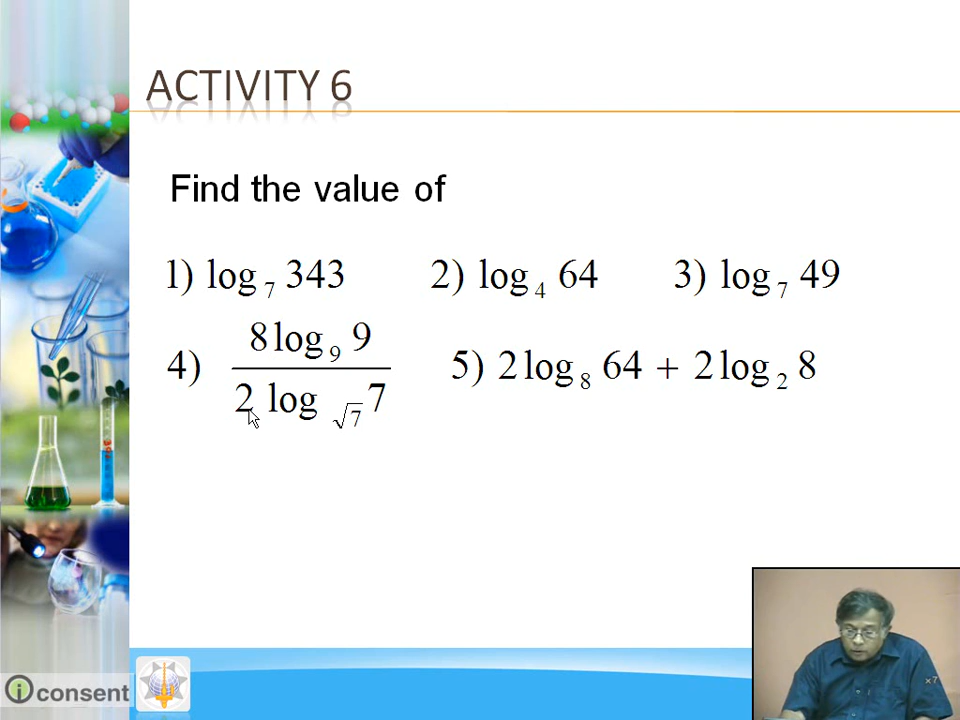 ACTIVITY 6
Find the value of
1) log ₇ 343 2) log ₄ 64 3) log ₇ 49
4) 8 log ₉ 9 / 2 log √7 7 5) 2 log ₈ 64 + 2 log ₂ 8
i consent
×7